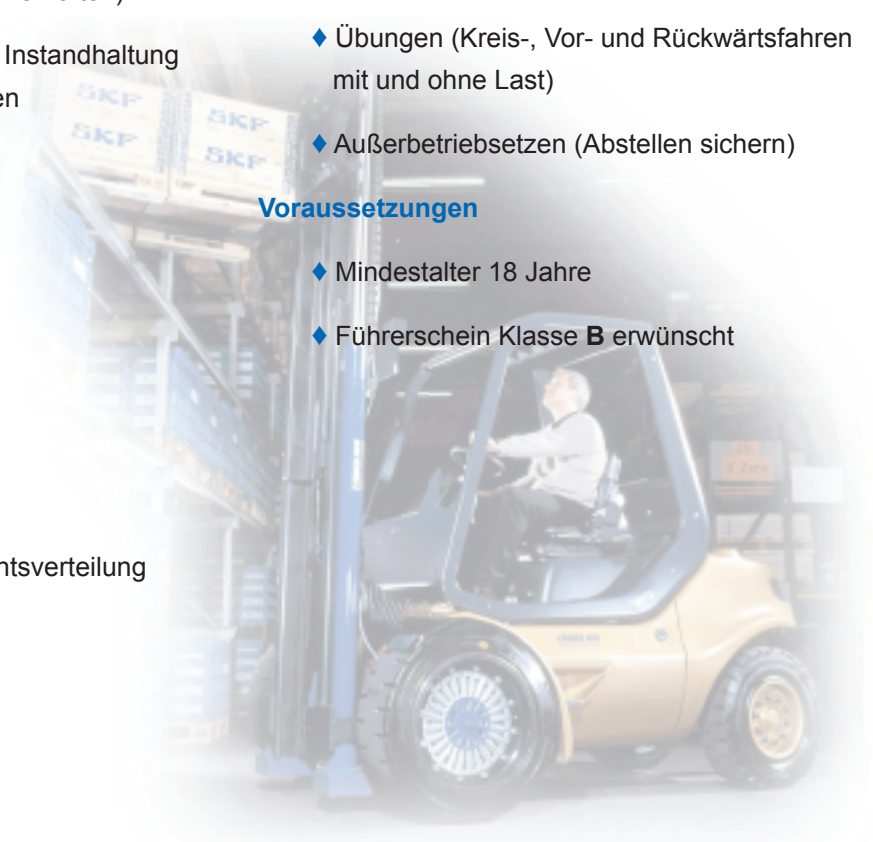 Instandhaltung
en
ntsverteilung
♦ Übungen (Kreis-, Vor- und Rückwärtsfahren
mit und ohne Last)
♦ Außerbetriebsetzen (Abstellen sichern)
Voraussetzungen
♦ Mindestalter 18 Jahre
♦ Führerschein Klasse B erwünscht
SKF
SKF
SKF
SKF